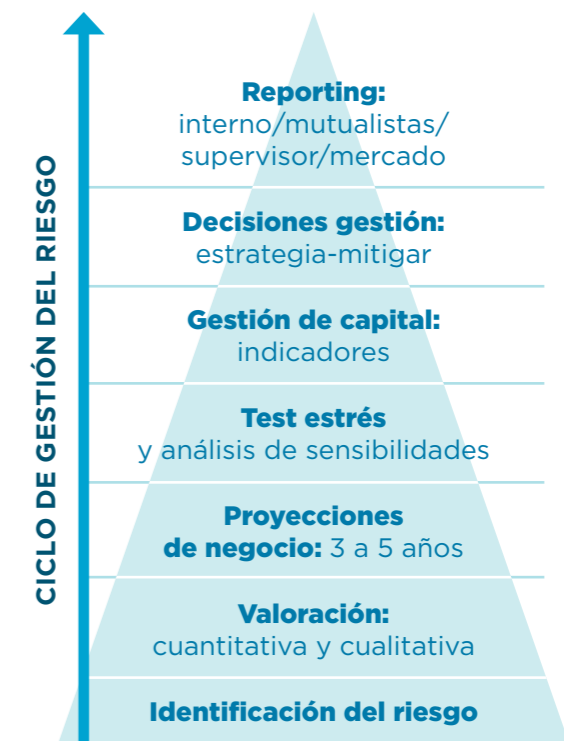 CICLO DE GESTIÓN DEL RIESGO
Reporting:
interno/mutualistas/
supervisor/mercado
Decisiones gestión:
estrategia-mitigar
Gestión de capital:
indicadores
Test estrés
y análisis de sensibilidades
Proyecciones
de negocio: 3 a 5 años
Valoración:
cuantitativa y cualitativa
Identificación del riesgo